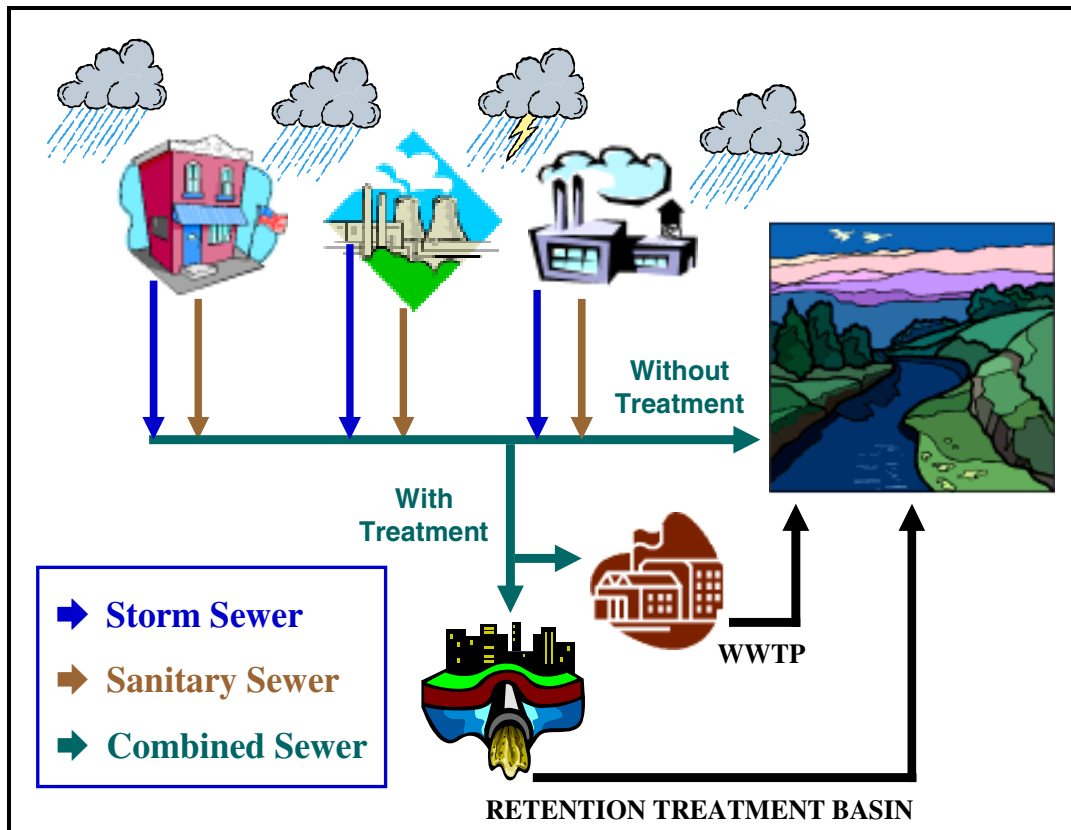 Without
Treatment
With
Treatment
Storm Sewer
Sanitary Sewer
Combined Sewer
WWTP
RETENTION TREATMENT BASIN